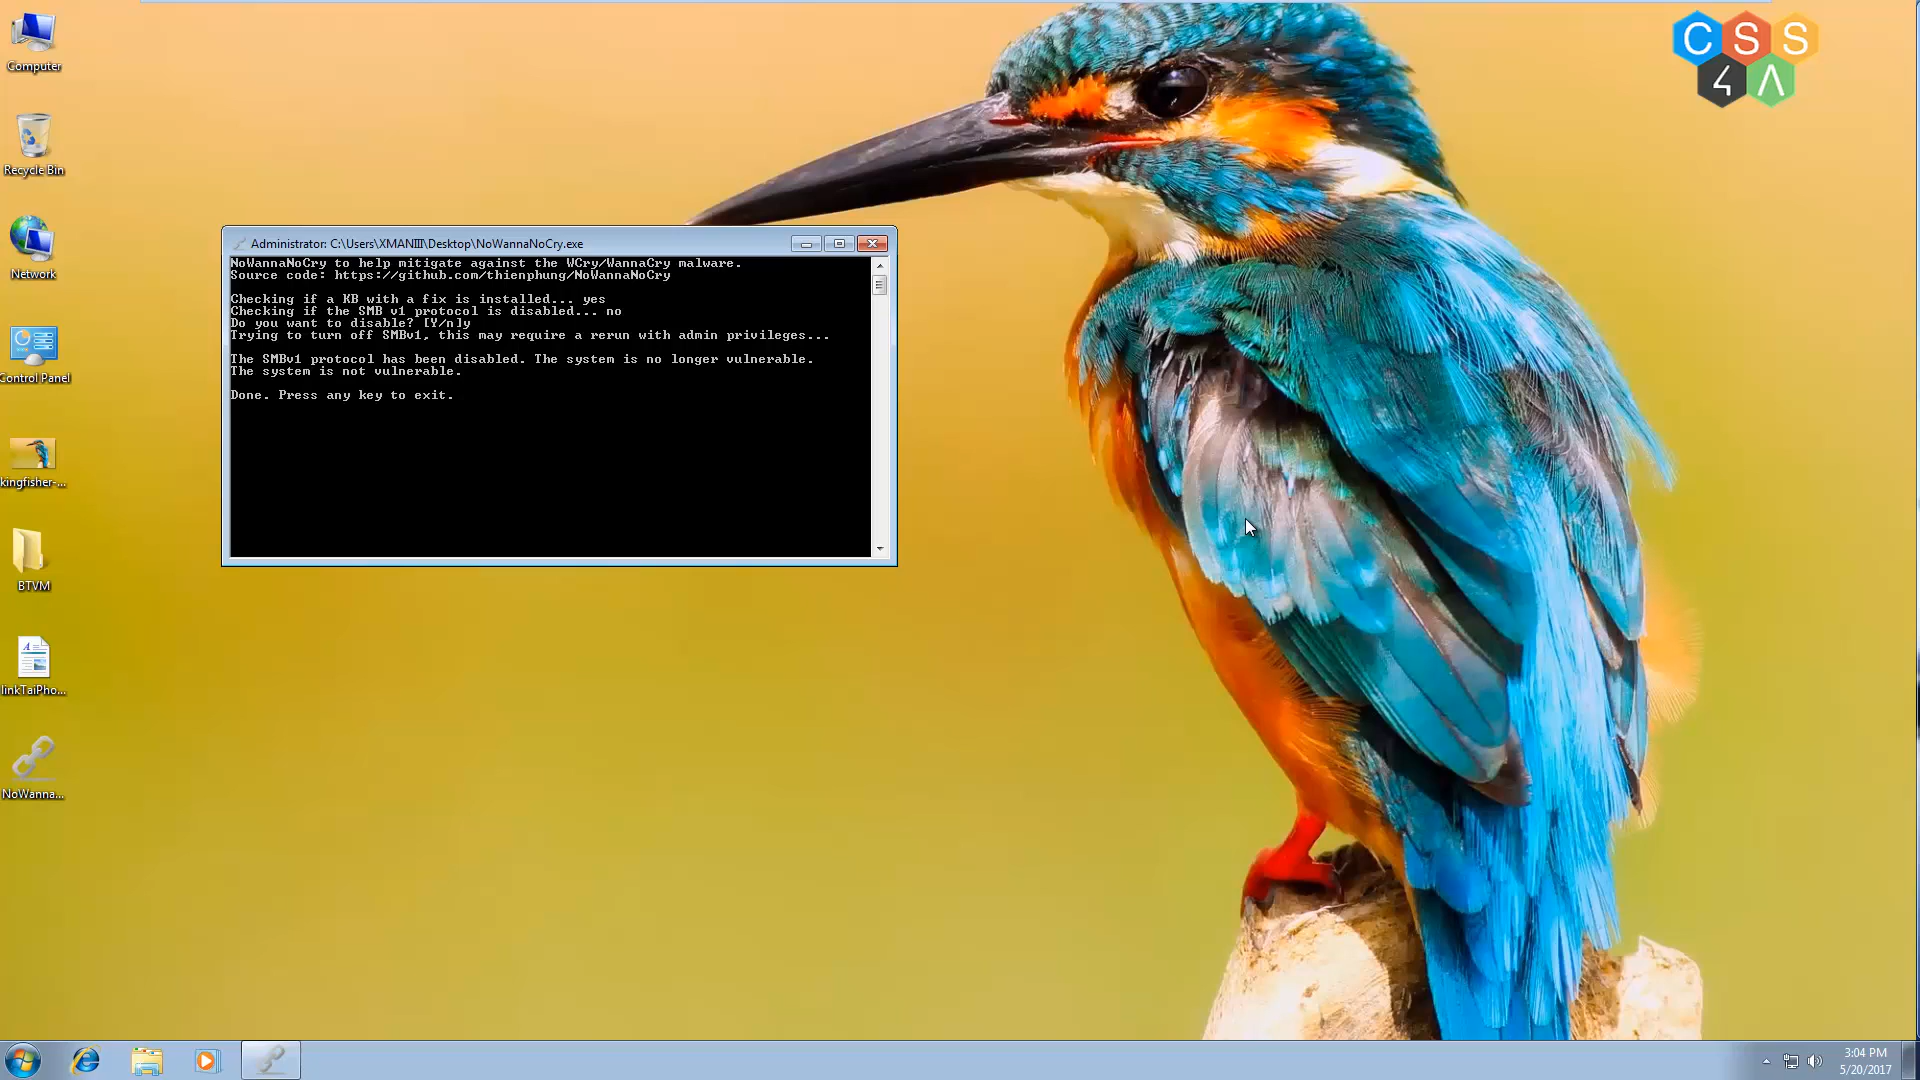 Computer
Recycle Bin
Network
Control Panel
kingfisher-...
BTVM
linkTaiPho...
NoWanna...
CSS
4Λ
Administrator: C:\Users\XMANIII\Desktop\NoWannaNoCry.exe
NoWannaNoCry to help mitigate against the WCry/WannaCry malware.
Source code: https://github.com/thienphung/NoWannaNoCry
Checking if a KB with a fix is installed... yes
Checking if the SMB v1 protocol is disabled... no
Do you want to disable? [Y/n]y
Trying to turn off SMBv1, this may require a rerun with admin privileges...
The SMBv1 protocol has been disabled. The system is no longer vulnerable.
The system is not vulnerable.
Done. Press any key to exit.
3:04 PM
5/20/2017